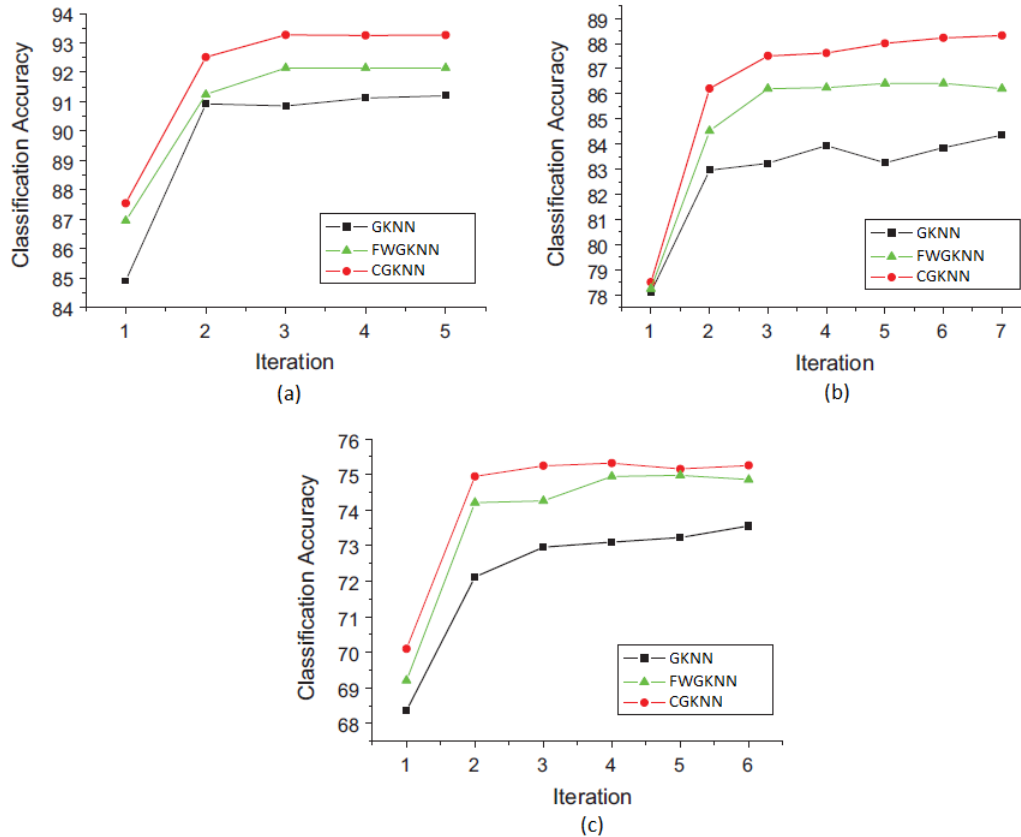 94
93
92
91
90
89
88
87
86
85
84
Classification Accuracy
GKNN
FWGKNN
CGKNN
1 2 3 4 5
Iteration
(a)
89
88
87
86
85
84
83
82
81
80
79
78
Classification Accuracy
GKNN
FWGKNN
CGKNN
1 2 3 4 5 6 7
Iteration
(b)
76
75
74
73
72
71
70
69
68
Classification Accuracy
GKNN
FWGKNN
CGKNN
1 2 3 4 5 6
Iteration
(c)